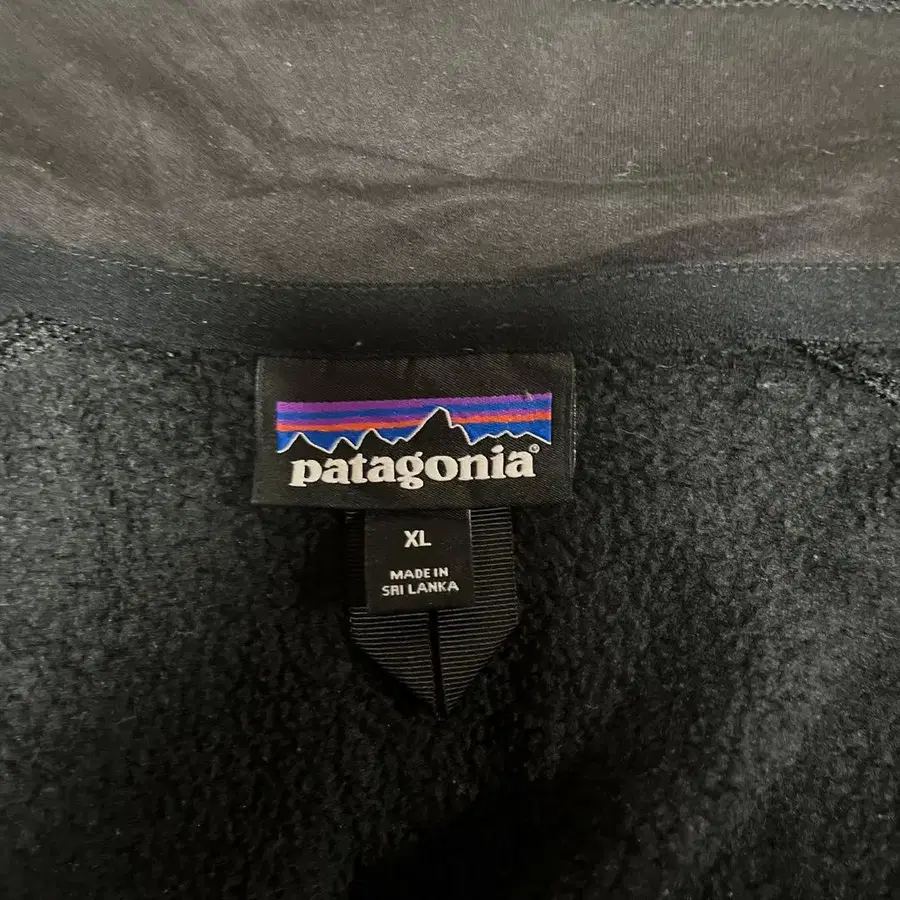 patagonia®
XL
MADE IN
SRI LANKA